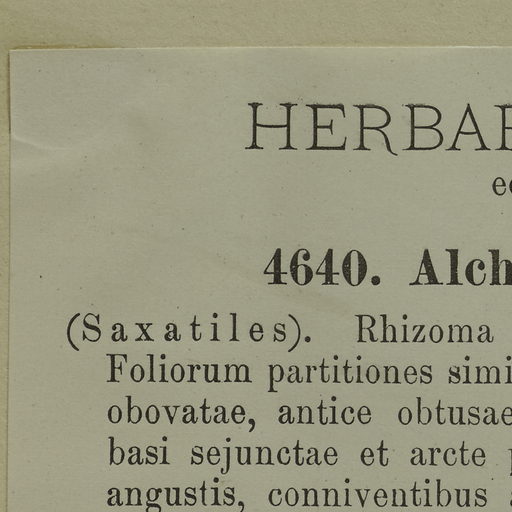 HERBAR
ed
4640. Alch
(Saxatiles). Rhizoma
Foliorum partitiones simi
obovatae, antice obtusae
basi sejunctae et arcte
angustis, conniventibus